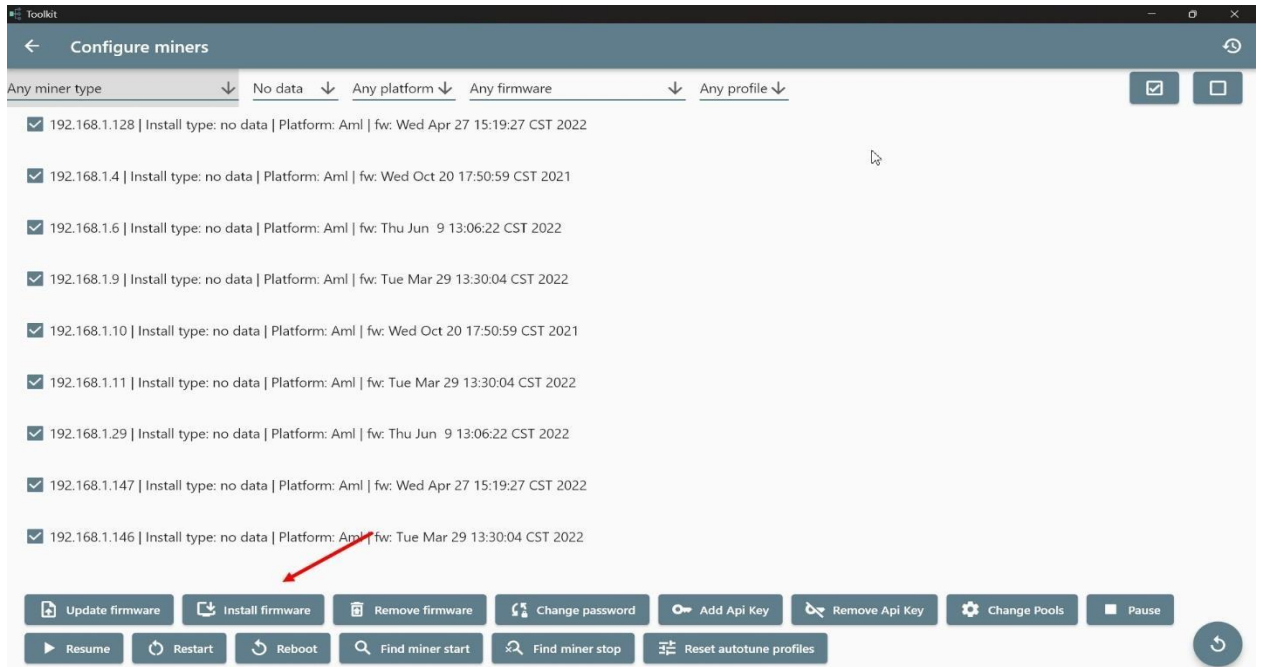 Toolkit
Configure miners
Any miner type No data Any platform Any firmware Any profile
192.168.1.128 | Install type: no data | Platform: Aml | fw: Wed Apr 27 15:19:27 CST 2022
192.168.1.4 | Install type: no data | Platform: Aml | fw: Wed Oct 20 17:50:59 CST 2021
192.168.1.6 | Install type: no data | Platform: Aml | fw: Thu Jun  9 13:06:22 CST 2022
192.168.1.9 | Install type: no data | Platform: Aml | fw: Tue Mar 29 13:30:04 CST 2022
192.168.1.10 | Install type: no data | Platform: Aml | fw: Wed Oct 20 17:50:59 CST 2021
192.168.1.11 | Install type: no data | Platform: Aml | fw: Tue Mar 29 13:30:04 CST 2022
192.168.1.29 | Install type: no data | Platform: Aml | fw: Thu Jun  9 13:06:22 CST 2022
192.168.1.147 | Install type: no data | Platform: Aml | fw: Wed Apr 27 15:19:27 CST 2022
192.168.1.146 | Install type: no data | Platform: Aml | fw: Tue Mar 29 13:30:04 CST 2022
Update firmware Install firmware Remove firmware Change password Add Api Key Remove Api Key Change Pools Pause
Resume Restart Reboot Find miner start Find miner stop Reset autotune profiles